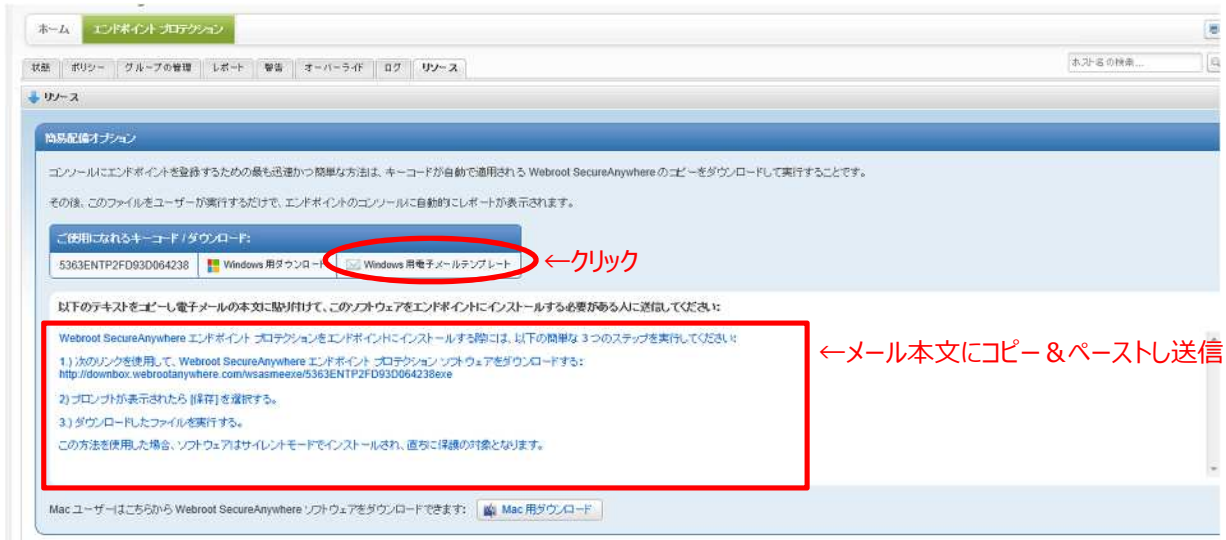 ホーム エンドポイント プロテクション
状態 ポリシー グループの管理 レポート 警告 オーバーライド ログ リソース ホスト名の検索...
リソース
簡易配備オプション
コンソールにエンドポイントを登録するための最も迅速かつ簡単な方法は、キーコードが自動で適用される Webroot SecureAnywhere のコピーをダウンロードして実行することです。
その後、このファイルをユーザーが実行するだけで、エンドポイントのコンソールに自動的にレポートが表示されます。
ご使用になれるキーコード / ダウンロード:
5363ENTP2FD93D064238 Windows 用ダウンロード Windows 用電子メールテンプレート ←クリック
以下のテキストをコピーし電子メールの本文に貼り付けて、このソフトウェアをエンドポイントにインストールする必要がある人に送信してください:
Webroot SecureAnywhere エンドポイント プロテクションをエンドポイントにインストールする際には、以下の簡単な 3 つのステップを実行してください:
←メール本文にコピー＆ペーストし送信
1.) 次のリンクを使用して、Webroot SecureAnywhere エンドポイント プロテクション ソフトウェアをダウンロードする:
http://downbox.webrootanywhere.com/wsasmeexe/5363ENTP2FD93D064238exe
2) プロンプトが表示されたら [保存] を選択する。
3.) ダウンロードしたファイルを実行する。
この方法を使用した場合、ソフトウェアはサイレントモードでインストールされ、直ちに保護の対象となります。
Mac ユーザーはこちらから Webroot SecureAnywhere ソフトウェアをダウンロードできます: Mac 用ダウンロード